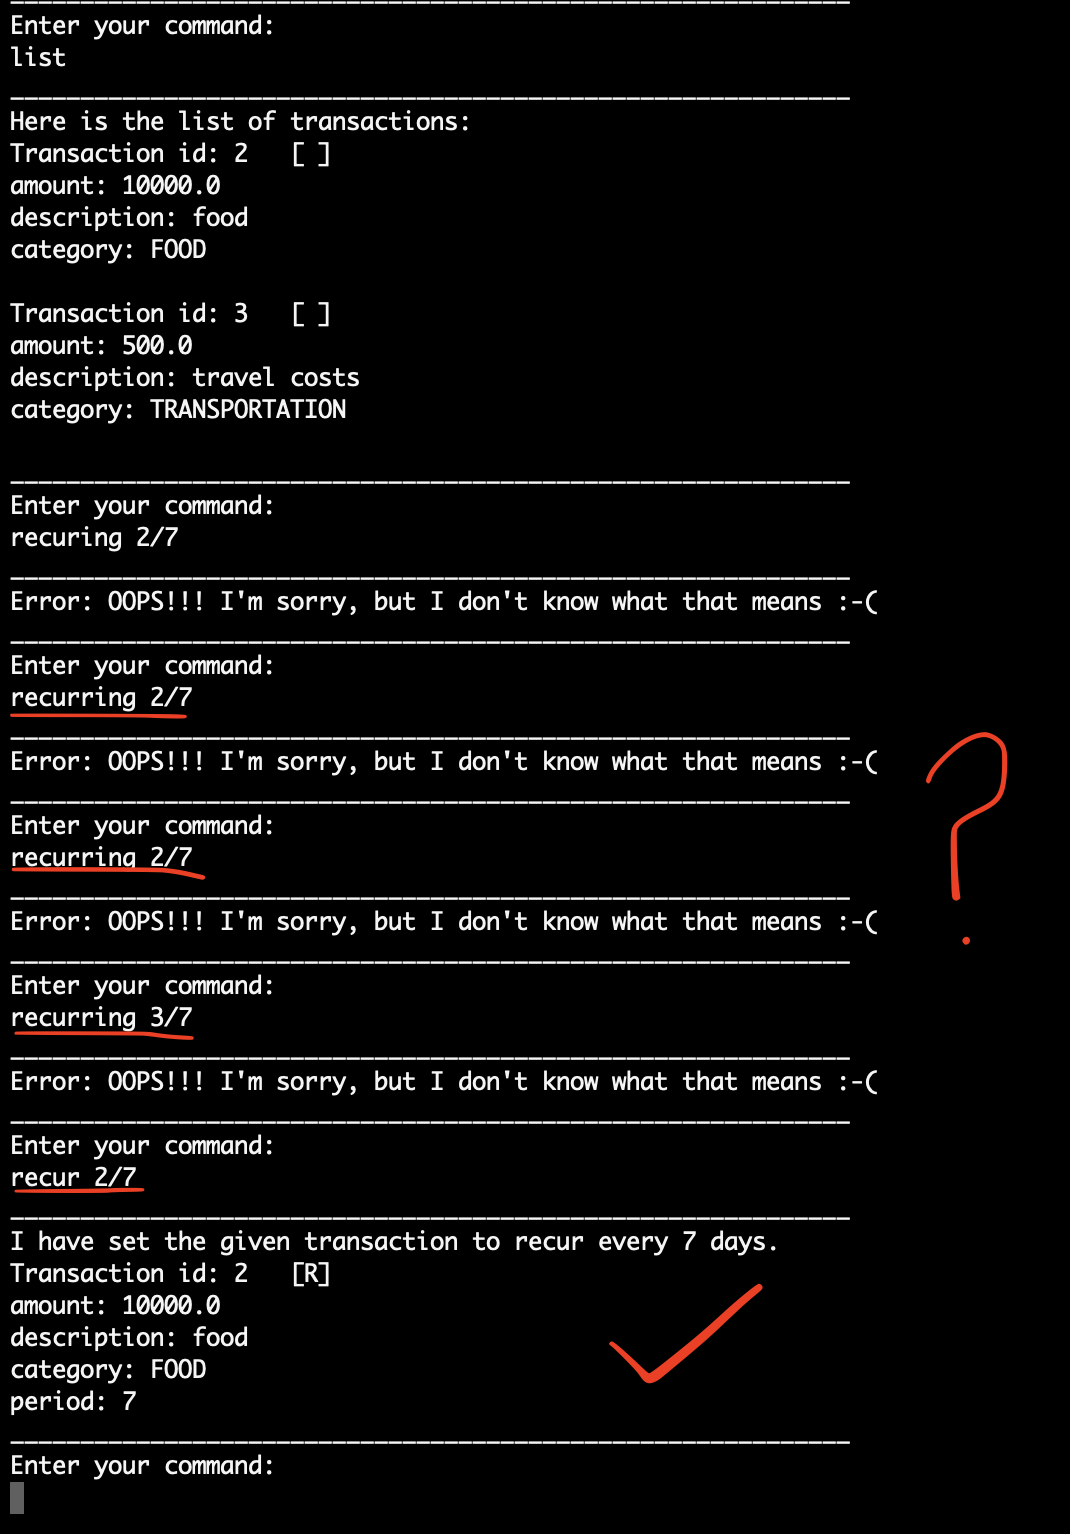 Enter your command:
list
Here is the list of transactions:
Transaction id: 2   [ ]
amount: 10000.0
description: food
category: FOOD
Transaction id: 3   [ ]
amount: 500.0
description: travel costs
category: TRANSPORTATION
Enter your command:
recuring 2/7
Error: OOPS!!! I'm sorry, but I don't know what that means :-(
Enter your command:
recurring 2/7
Error: OOPS!!! I'm sorry, but I don't know what that means :-(
Enter your command:
recurring 2/7
?
Error: OOPS!!! I'm sorry, but I don't know what that means :-(
Enter your command:
recurring 3/7
Error: OOPS!!! I'm sorry, but I don't know what that means :-(
Enter your command:
recur 2/7
I have set the given transaction to recur every 7 days.
Transaction id: 2   [R]
amount: 10000.0
description: food
category: FOOD
period: 7
Enter your command: